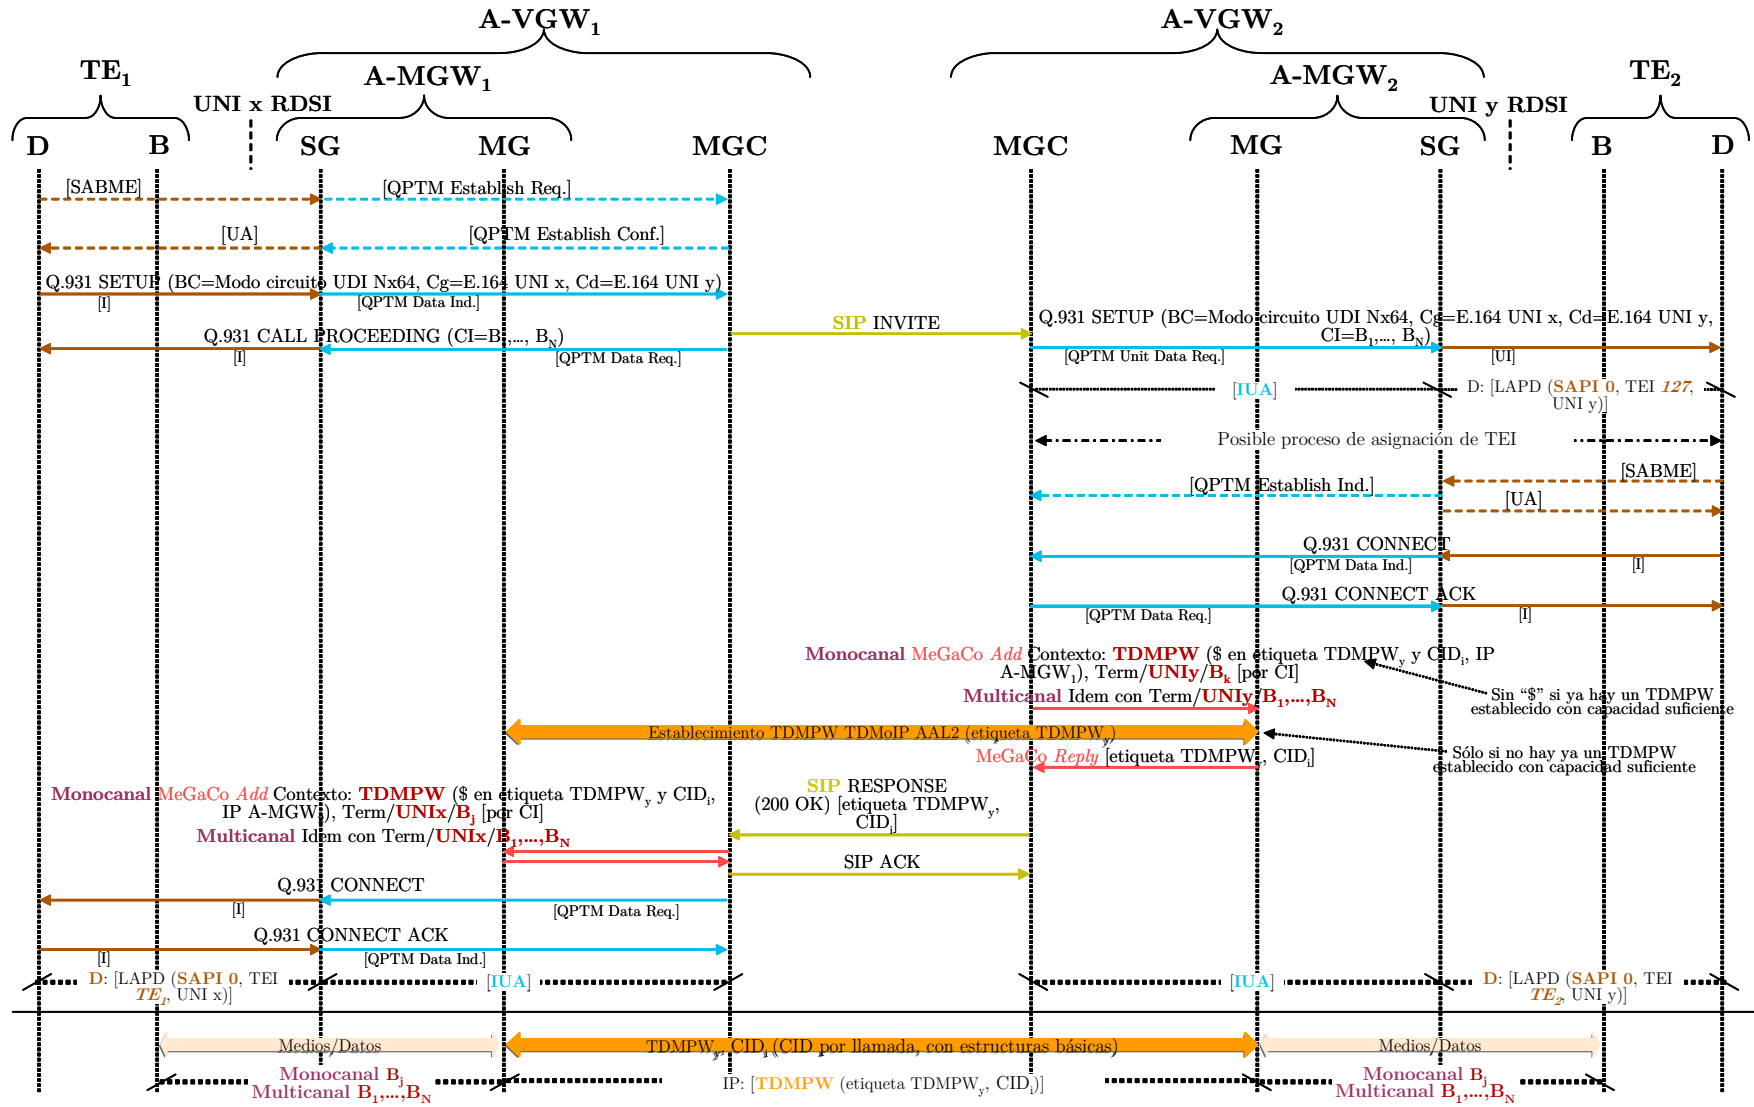 A-VGW1
A-VGW2
TE1
A-MGW1
A-MGW2
TE2
UNI x RDSI
UNI y RDSI
D
B
SG
MG
MGC
MGC
MG
SG
B
D
[SABME]
[QPTM Establish Req.]
[UA]
[QPTM Establish Conf.]
Q.931 SETUP (BC=Modo circuito UDI Nx64, Cg=E.164 UNI x, Cd=E.164 UNI y)
[I]
[QPTM Data Ind.]
SIP INVITE
Q.931 SETUP (BC=Modo circuito UDI Nx64, Cg=E.164 UNI x, Cd=E.164 UNI y,
CI=B1,..., BN)
Q.931 CALL PROCEEDING (CI=B1,..., BN)
[I]
[QPTM Data Req.]
[QPTM Unit Data Req.]
[UI]
[IUA]
D: [LAPD (SAPI 0, TEI 127,
UNI y)]
Posible proceso de asignación de TEI
[SABME]
[QPTM Establish Ind.]
[UA]
Q.931 CONNECT
[QPTM Data Ind.]
[I]
Q.931 CONNECT ACK
[QPTM Data Req.]
[I]
Monocanal MeGaCo Add Contexto: TDMPW ($ en etiqueta TDMPWy y CIDi, IP
A-MGW1), Term/UNIy/Bk [por CI]
Multicanal Idem con Term/UNIy/B1,...,BN
Sin “$” si ya hay un TDMPW
establecido con capacidad suficiente
Establecimiento TDMPW TDMoIP AAL2 (etiqueta TDMPWy)
MeGaCo Reply [etiqueta TDMPWy, CIDi]
Sólo si no hay ya un TDMPW
establecido con capacidad suficiente
SIP RESPONSE
(200 OK) [etiqueta TDMPWy,
CIDi]
Monocanal MeGaCo Add Contexto: TDMPW ($ en etiqueta TDMPWy y CIDi,
IP A-MGW2), Term/UNIx/Bj [por CI]
Multicanal Idem con Term/UNIx/B1,...,BN
SIP ACK
Q.931 CONNECT
[I]
[QPTM Data Req.]
Q.931 CONNECT ACK
[I]
[QPTM Data Ind.]
D: [LAPD (SAPI 0, TEI
TE1, UNI x)]
[IUA]
[IUA]
D: [LAPD (SAPI 0, TEI
TE2, UNI y)]
Medios/Datos
TDMPWy, CIDi (CID por llamada, con estructuras básicas)
Medios/Datos
Monocanal Bj
Multicanal B1,...,BN
IP: [TDMPW (etiqueta TDMPWy, CIDi)]
Monocanal Bj
Multicanal B1,...,BN